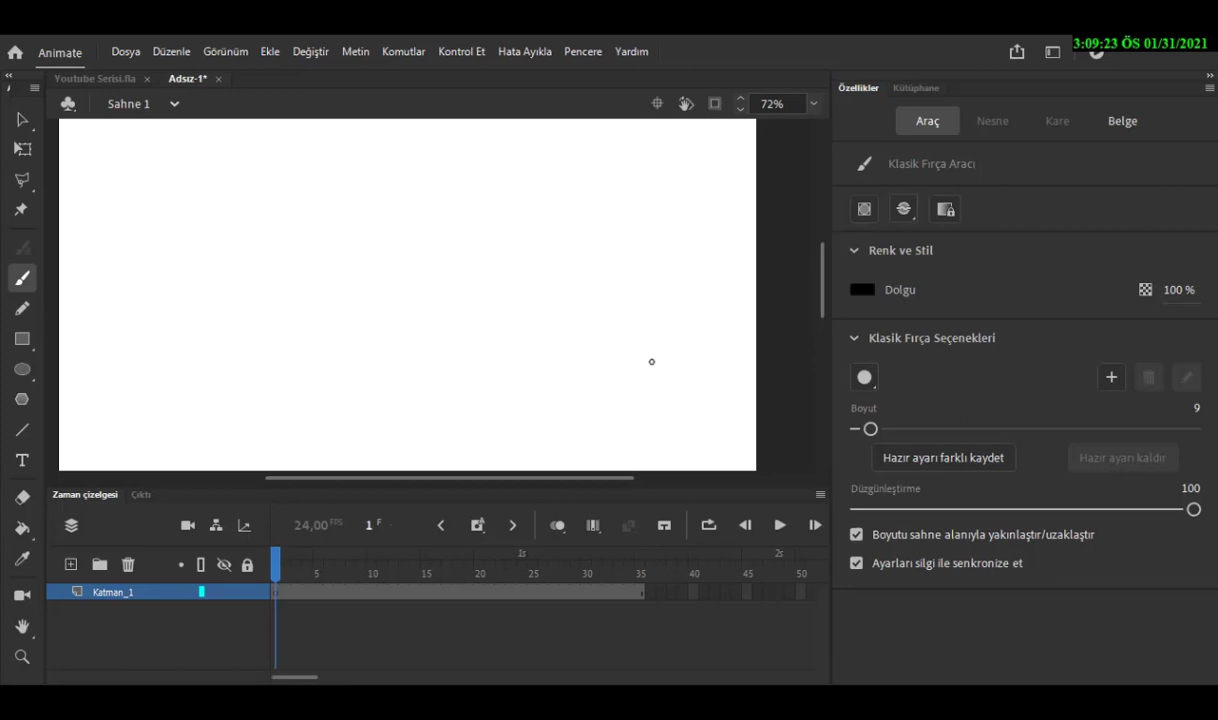 3:09:23 ÖS 01/31/2021
Animate Dosya Düzenle Görünüm Ekle Değiştir Metin Komutlar Kontrol Et Hata Ayıkla Pencere Yardım
Youtube Serisi.fla Adsız-1*
Özellikler Kütüphane
Sahne 1 72%
Araç Nesne Kare Belge
Klasik Fırça Aracı
Renk ve Stil
Dolgu 100 %
Klasik Fırça Seçenekleri
Boyut 9
Hazır ayarı farklı kaydet Hazır ayarı kaldır
Düzgünleştirme 100
Boyutu sahne alanıyla yakınlaştır/uzaklaştır
Ayarları silgi ile senkronize et
Zaman çizelgesi Çıktı
24,00 FPS 1 F
1s 2s
5 10 15 20 25 30 35 40 45 50
Katman_1
T